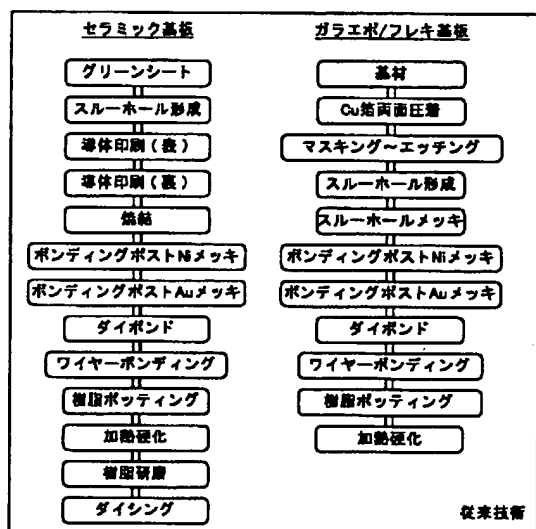 セラミック基板
グリーンシート
スルーホール形成
導体印刷(表)
導体印刷(裏)
焼結
ボンディングポストNiメッキ
ボンディングポストAuメッキ
ダイボンド
ワイヤーボンディング
樹脂ポッティング
加熱硬化
樹脂研磨
ダイシング
ガラエポ/フレキ基板
基材
Cu箔両面圧着
マスキング~エッチング
スルーホール形成
スルーホールメッキ
ボンディングポストNiメッキ
ボンディングポストAuメッキ
ダイボンド
ワイヤーボンディング
樹脂ポッティング
加熱硬化
従来技術